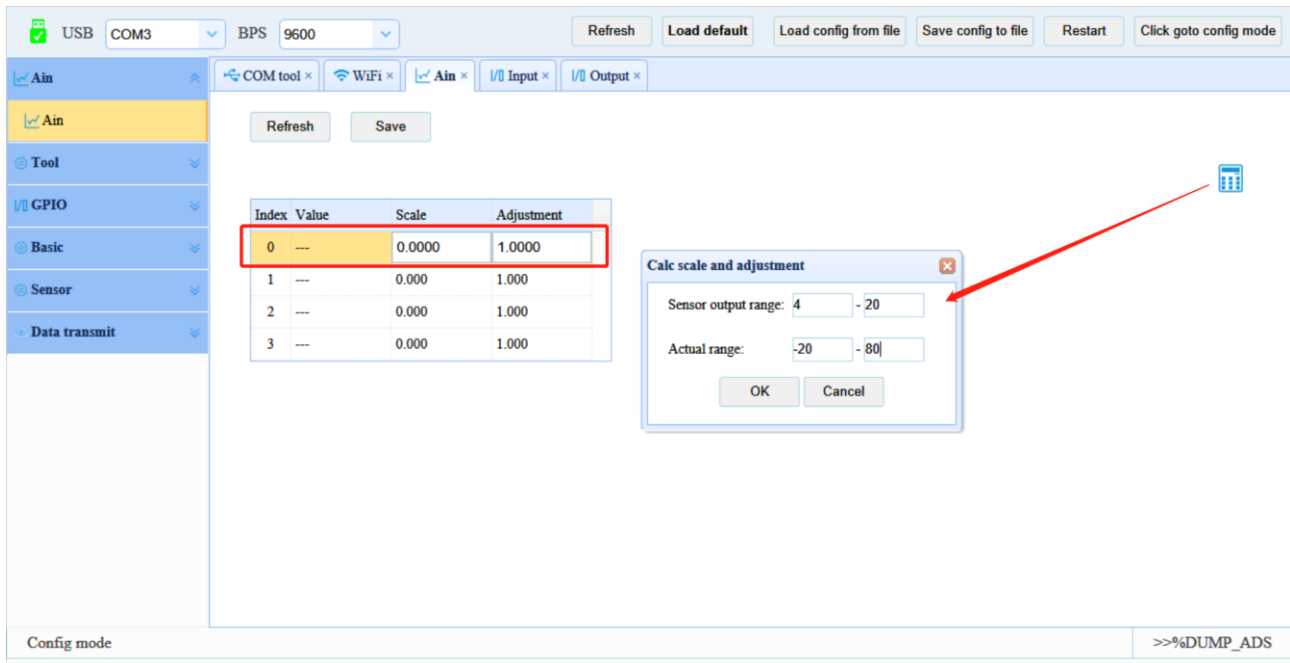 USB COM3 BPS 9600 Refresh Load default Load config from file Save config to file Restart Click goto config mode
Ain
COM tool × WiFi × Ain × I/0 Input × I/0 Output ×
Ain
Refresh Save
Tool
I/0 GPIO
Index Value Scale Adjustment
Basic
0 --- 0.0000 1.0000
Calc scale and adjustment
1 --- 0.000 1.000
Sensor
Sensor output range: 4 - 20
2 --- 0.000 1.000
Data transmit
3 --- 0.000 1.000
Actual range: -20 - 80
OK Cancel
Config mode >>%DUMP_ADS